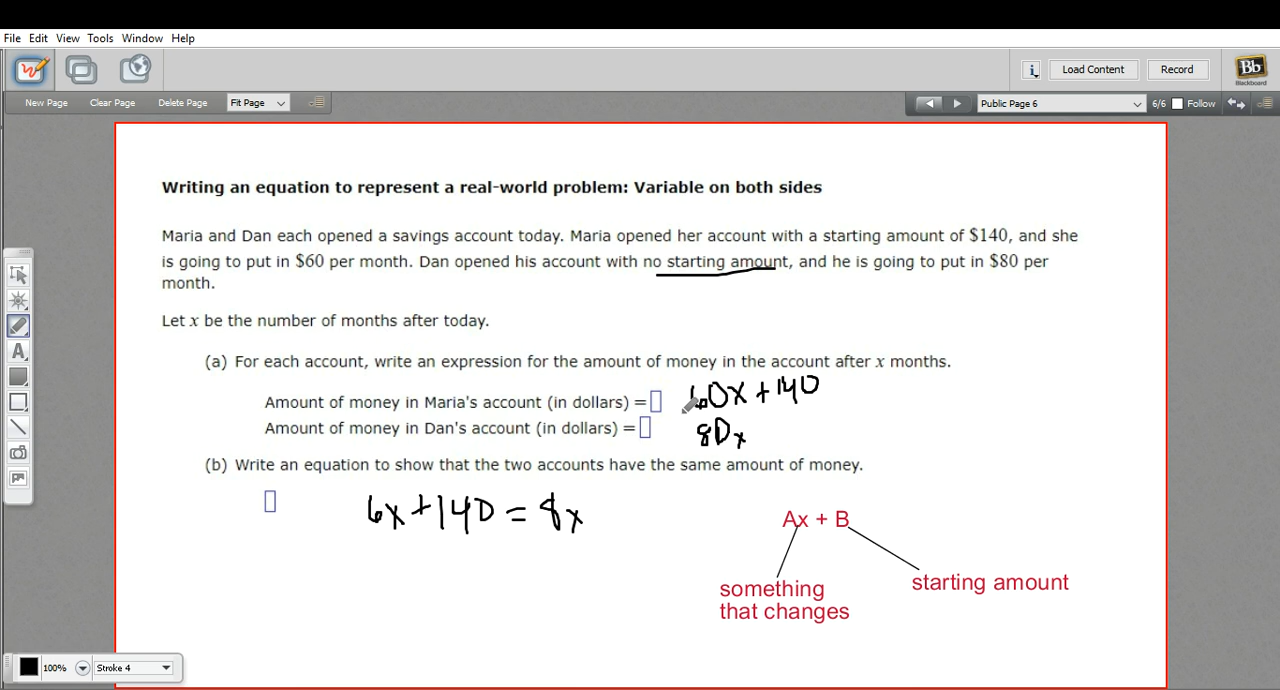 File Edit View Tools Window Help
i Load Content Record Bb
Blackboard
New Page Clear Page Delete Page Fit Page Public Page 6 6/6 Follow
Writing an equation to represent a real-world problem: Variable on both sides
Maria and Dan each opened a savings account today. Maria opened her account with a starting amount of $140, and she
is going to put in $60 per month. Dan opened his account with no starting amount, and he is going to put in $80 per
month.
Let x be the number of months after today.
(a) For each account, write an expression for the amount of money in the account after x months.
Amount of money in Maria's account (in dollars) = 60x + 140
Amount of money in Dan's account (in dollars) = 80x
(b) Write an equation to show that the two accounts have the same amount of money.
6x + 140 = 8x
Ax + B
something
that changes
starting amount
A
100% Stroke 4